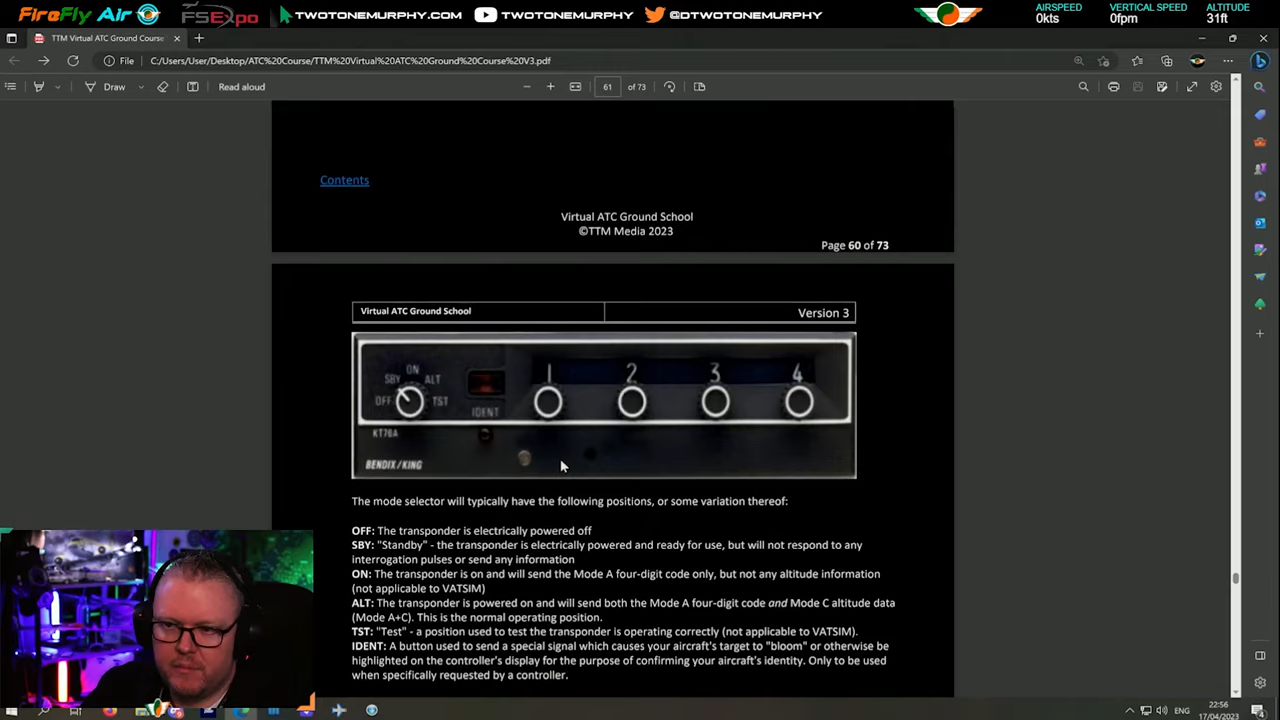 FireFly Air
FSExpo
TWOTONEMURPHY.COM
TWOTONEMURPHY
@DTWOTONEMURPHY
AIRSPEED
0kts
VERTICAL SPEED
0fpm
ALTITUDE
31ft
TTM Virtual ATC Ground Course
File
C:/Users/User/Desktop/ATC%20Course/TTM%20Virtual%20ATC%20Ground%20Course%20V3.pdf
Draw
Read aloud
61
of 73
Contents
Virtual ATC Ground School
©TTM Media 2023
Page 60 of 73
Virtual ATC Ground School
Version 3
ON
SBY
ALT
OFF
TST
IDENT
1
2
3
4
KT76A
BENDIX/KING
The mode selector will typically have the following positions, or some variation thereof:
OFF: The transponder is electrically powered off
SBY: "Standby" - the transponder is electrically powered and ready for use, but will not respond to any
interrogation pulses or send any information
ON: The transponder is on and will send the Mode A four-digit code only, but not any altitude information
(not applicable to VATSIM)
ALT: The transponder is powered on and will send both the Mode A four-digit code and Mode C altitude data
(Mode A+C). This is the normal operating position.
TST: "Test" - a position used to test the transponder is operating correctly (not applicable to VATSIM).
IDENT: A button used to send a special signal which causes your aircraft's target to "bloom" or otherwise be
highlighted on the controller's display for the purpose of confirming your aircraft's identity. Only to be used
when specifically requested by a controller.
ENG
22:56
17/04/2023